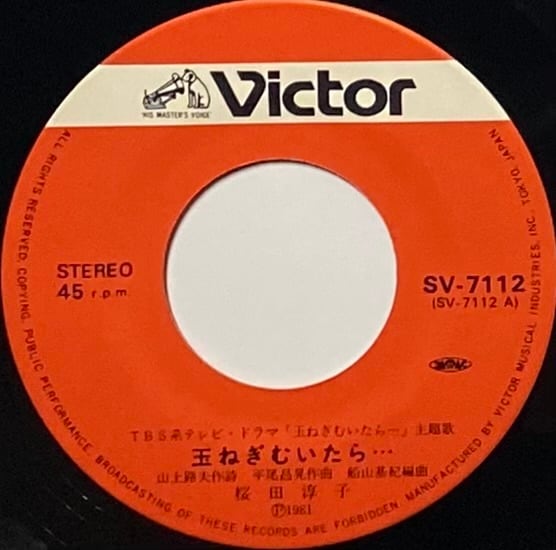 Victor
"HIS MASTER'S VOICE"
STEREO
45 r.p.m.
SV-7112
(SV-7112 A)
TBS系テレビ・ドラマ「玉ねぎむいたら…」主題歌
玉ねぎむいたら…
山上路夫作詩 平尾昌晃作曲 船山基紀編曲
桜田淳子
Ⓟ1981
ALL RIGHTS RESERVED. COPYING, PUBLIC PERFORMANCE, BROADCASTING OF THESE RECORDS ARE FORBIDDEN. MANUFACTURED BY VICTOR MUSICAL INDUSTRIES, INC. TOKYO, JAPAN